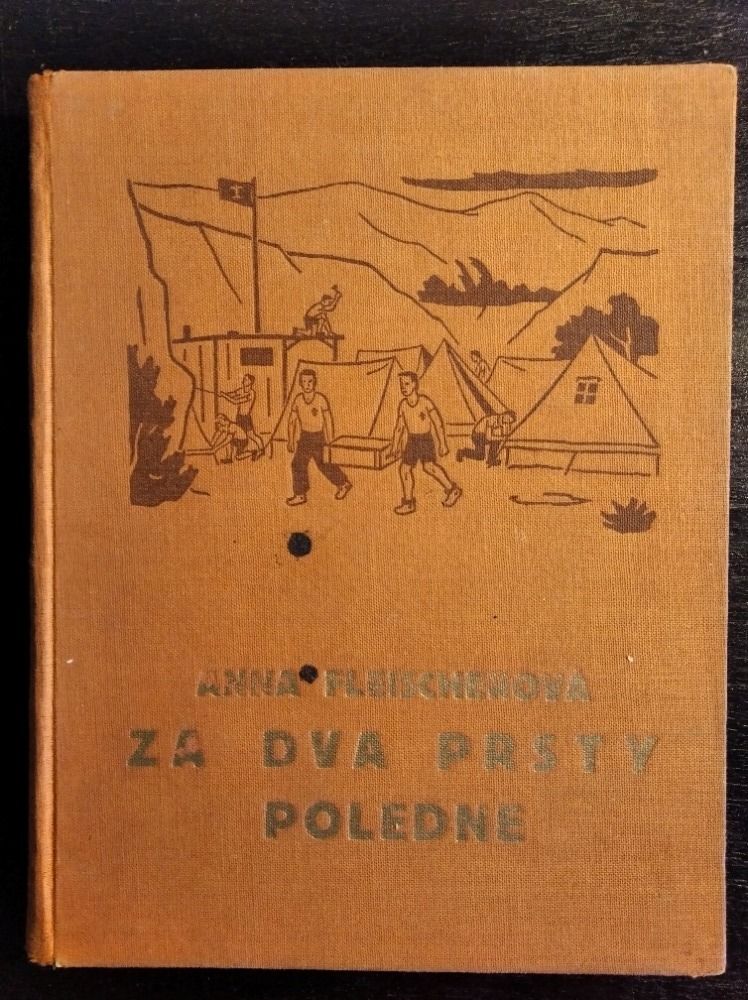 ANNA FLEISCHEROVÁ
ZA DVA PRSTY
POLEDNE